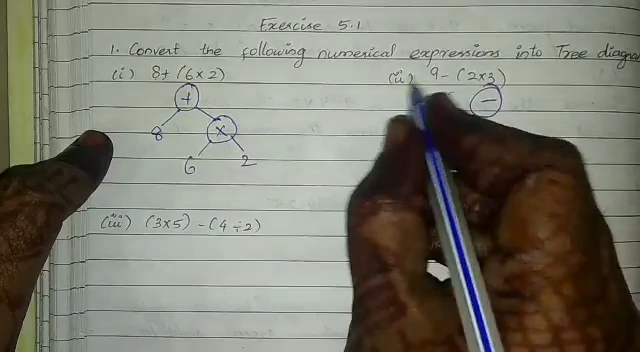 Exercise 5.1
1. Convert the following numerical expressions into Tree diagram
(i) 8+ (6×2) (ii) 9 - (2×3)
+ −
8 ×
6 2
(iii) (3×5) - (4÷2)